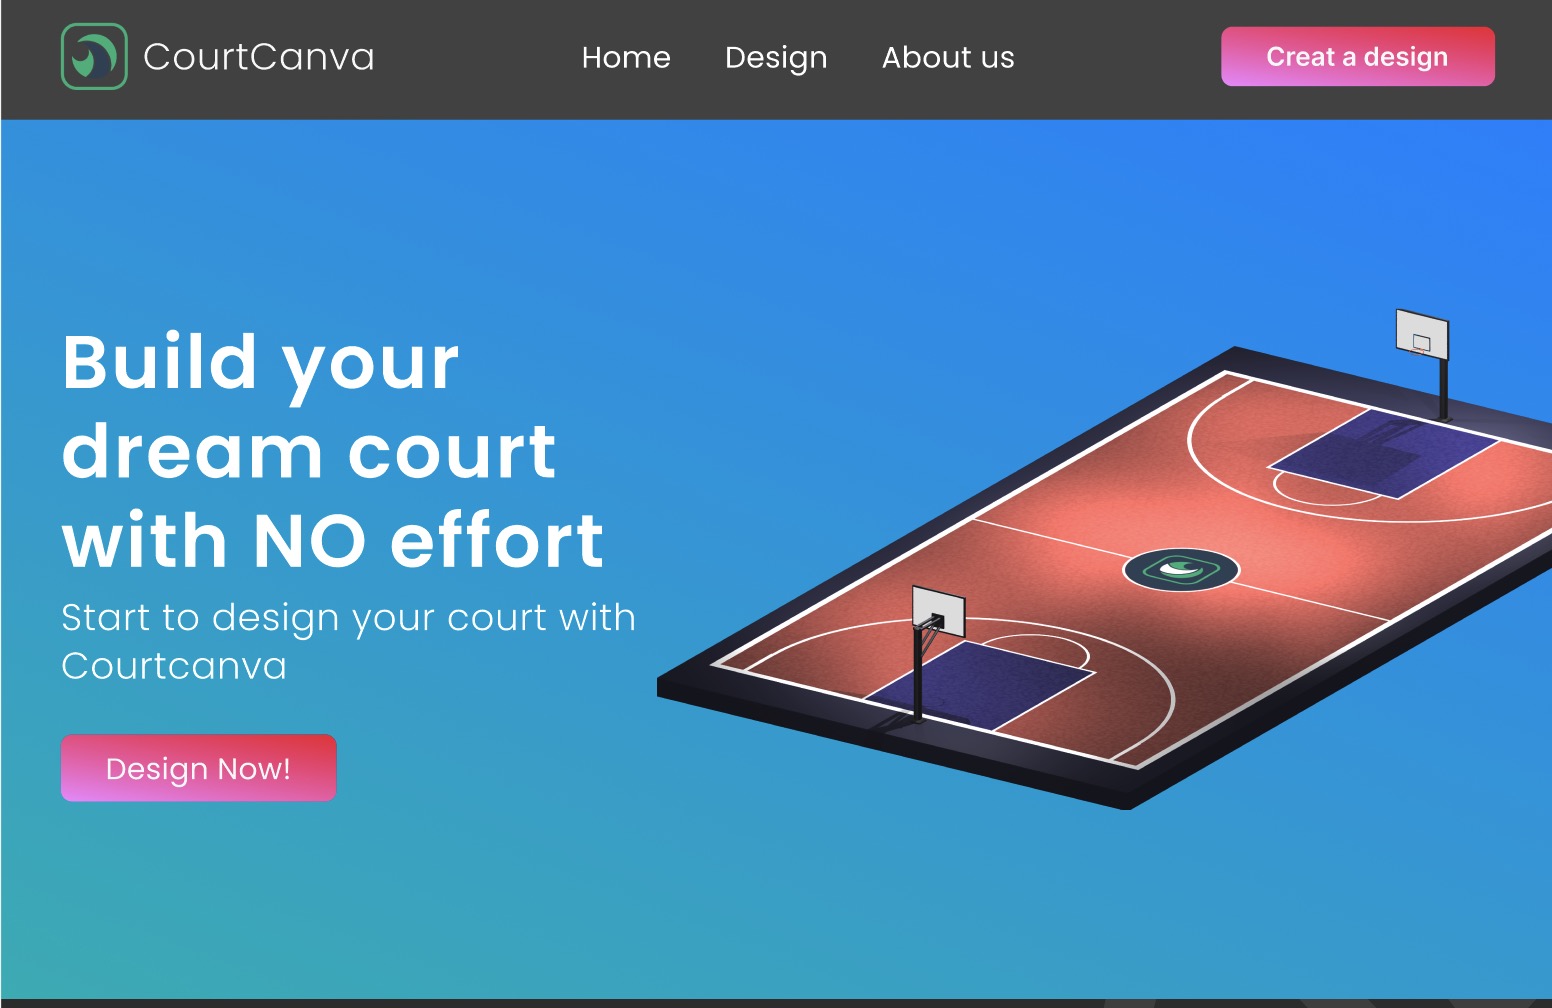 CourtCanva
Home
Design
About us
Creat a design
Build your
dream court
with NO effort
Start to design your court with
Courtcanva
Design Now!